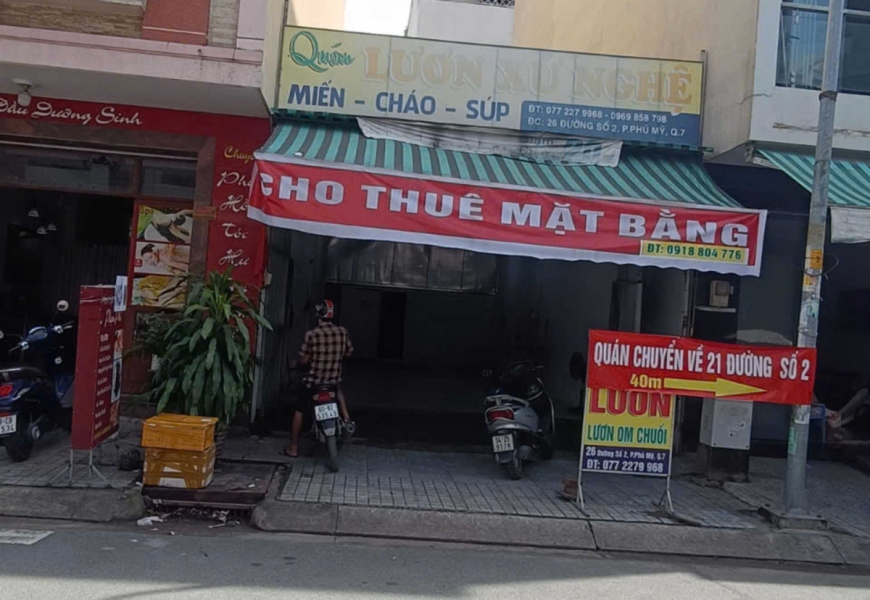 Quán LƯƠN XỨ NGHỆ
MIẾN - CHÁO - SÚP
ĐT: 077 227 9968 - 0969 858 798
ĐC: 26 ĐƯỜNG SỐ 2, P.PHÚ MỸ, Q.7
CHO THUÊ MẶT BẰNG
ĐT: 0918 804 776
Đầu Dưỡng Sinh
QUÁN CHUYỂN VỀ 21 ĐƯỜNG SỐ 2
40m
LƯƠN
LƯƠN OM CHUỐI
26 Đường Số 2, P.Phú Mỹ, Q.7
ĐT: 077 2279 968